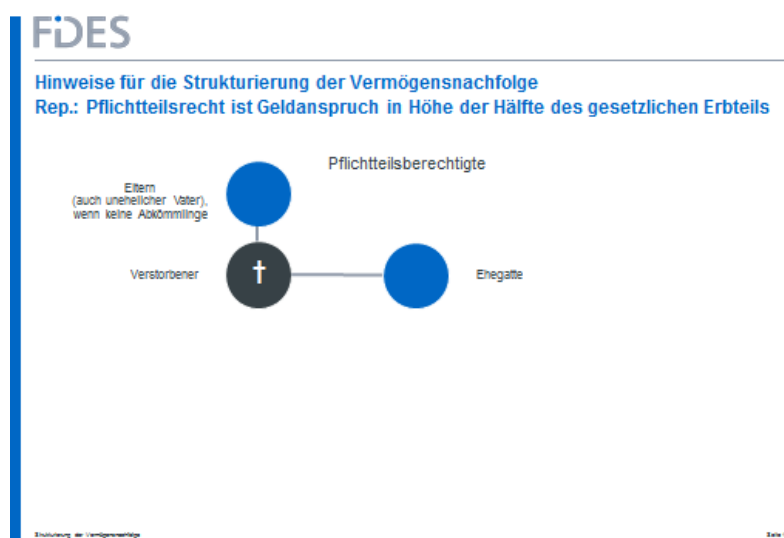 FIDES
Hinweise für die Strukturierung der Vermögensnachfolge
Rep.: Pflichtteilsrecht ist Geldanspruch in Höhe der Hälfte des gesetzlichen Erbteils
Pflichtteilsberechtigte
Eltern
(auch unehelicher Vater),
wenn keine Abkömmlinge
Verstorbener
†
Ehegatte
Strukturierung der Vermögensnachfolge
Seite